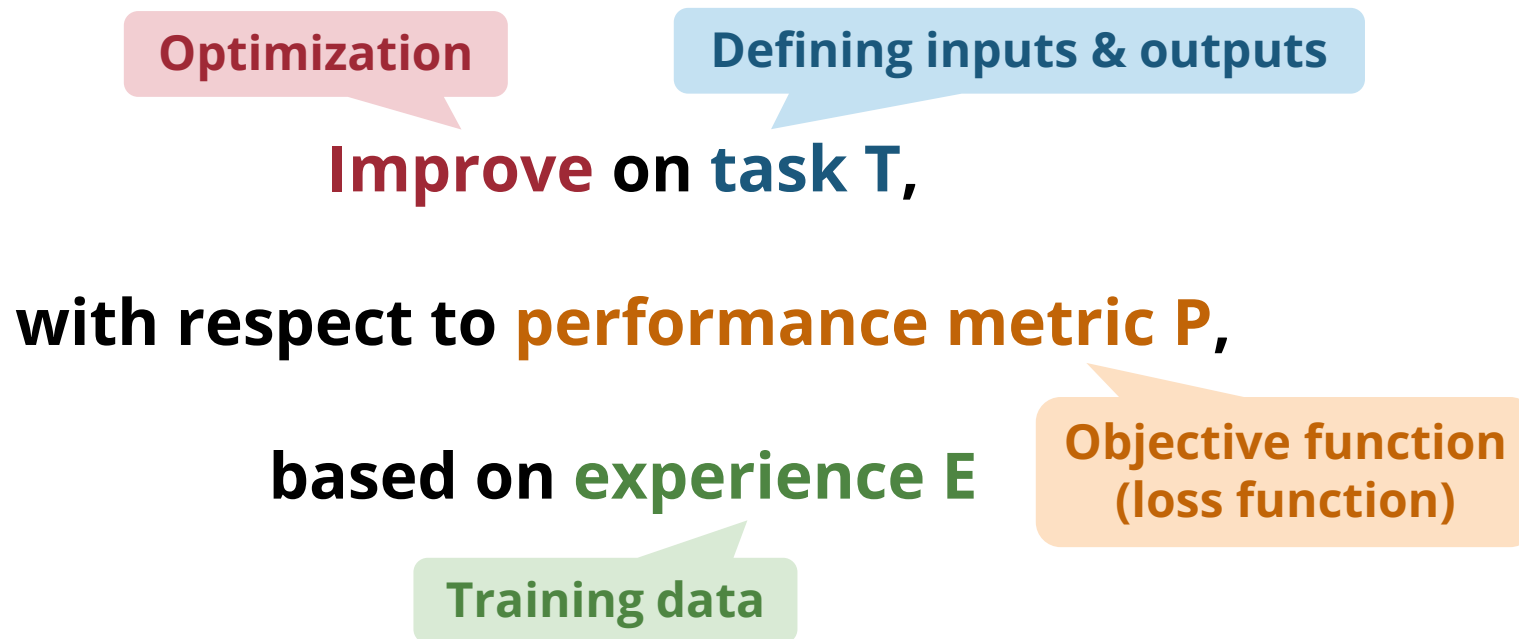 Optimization
Defining inputs & outputs
Improve on task T,
with respect to performance metric P,
based on experience E
Objective function
(loss function)
Training data